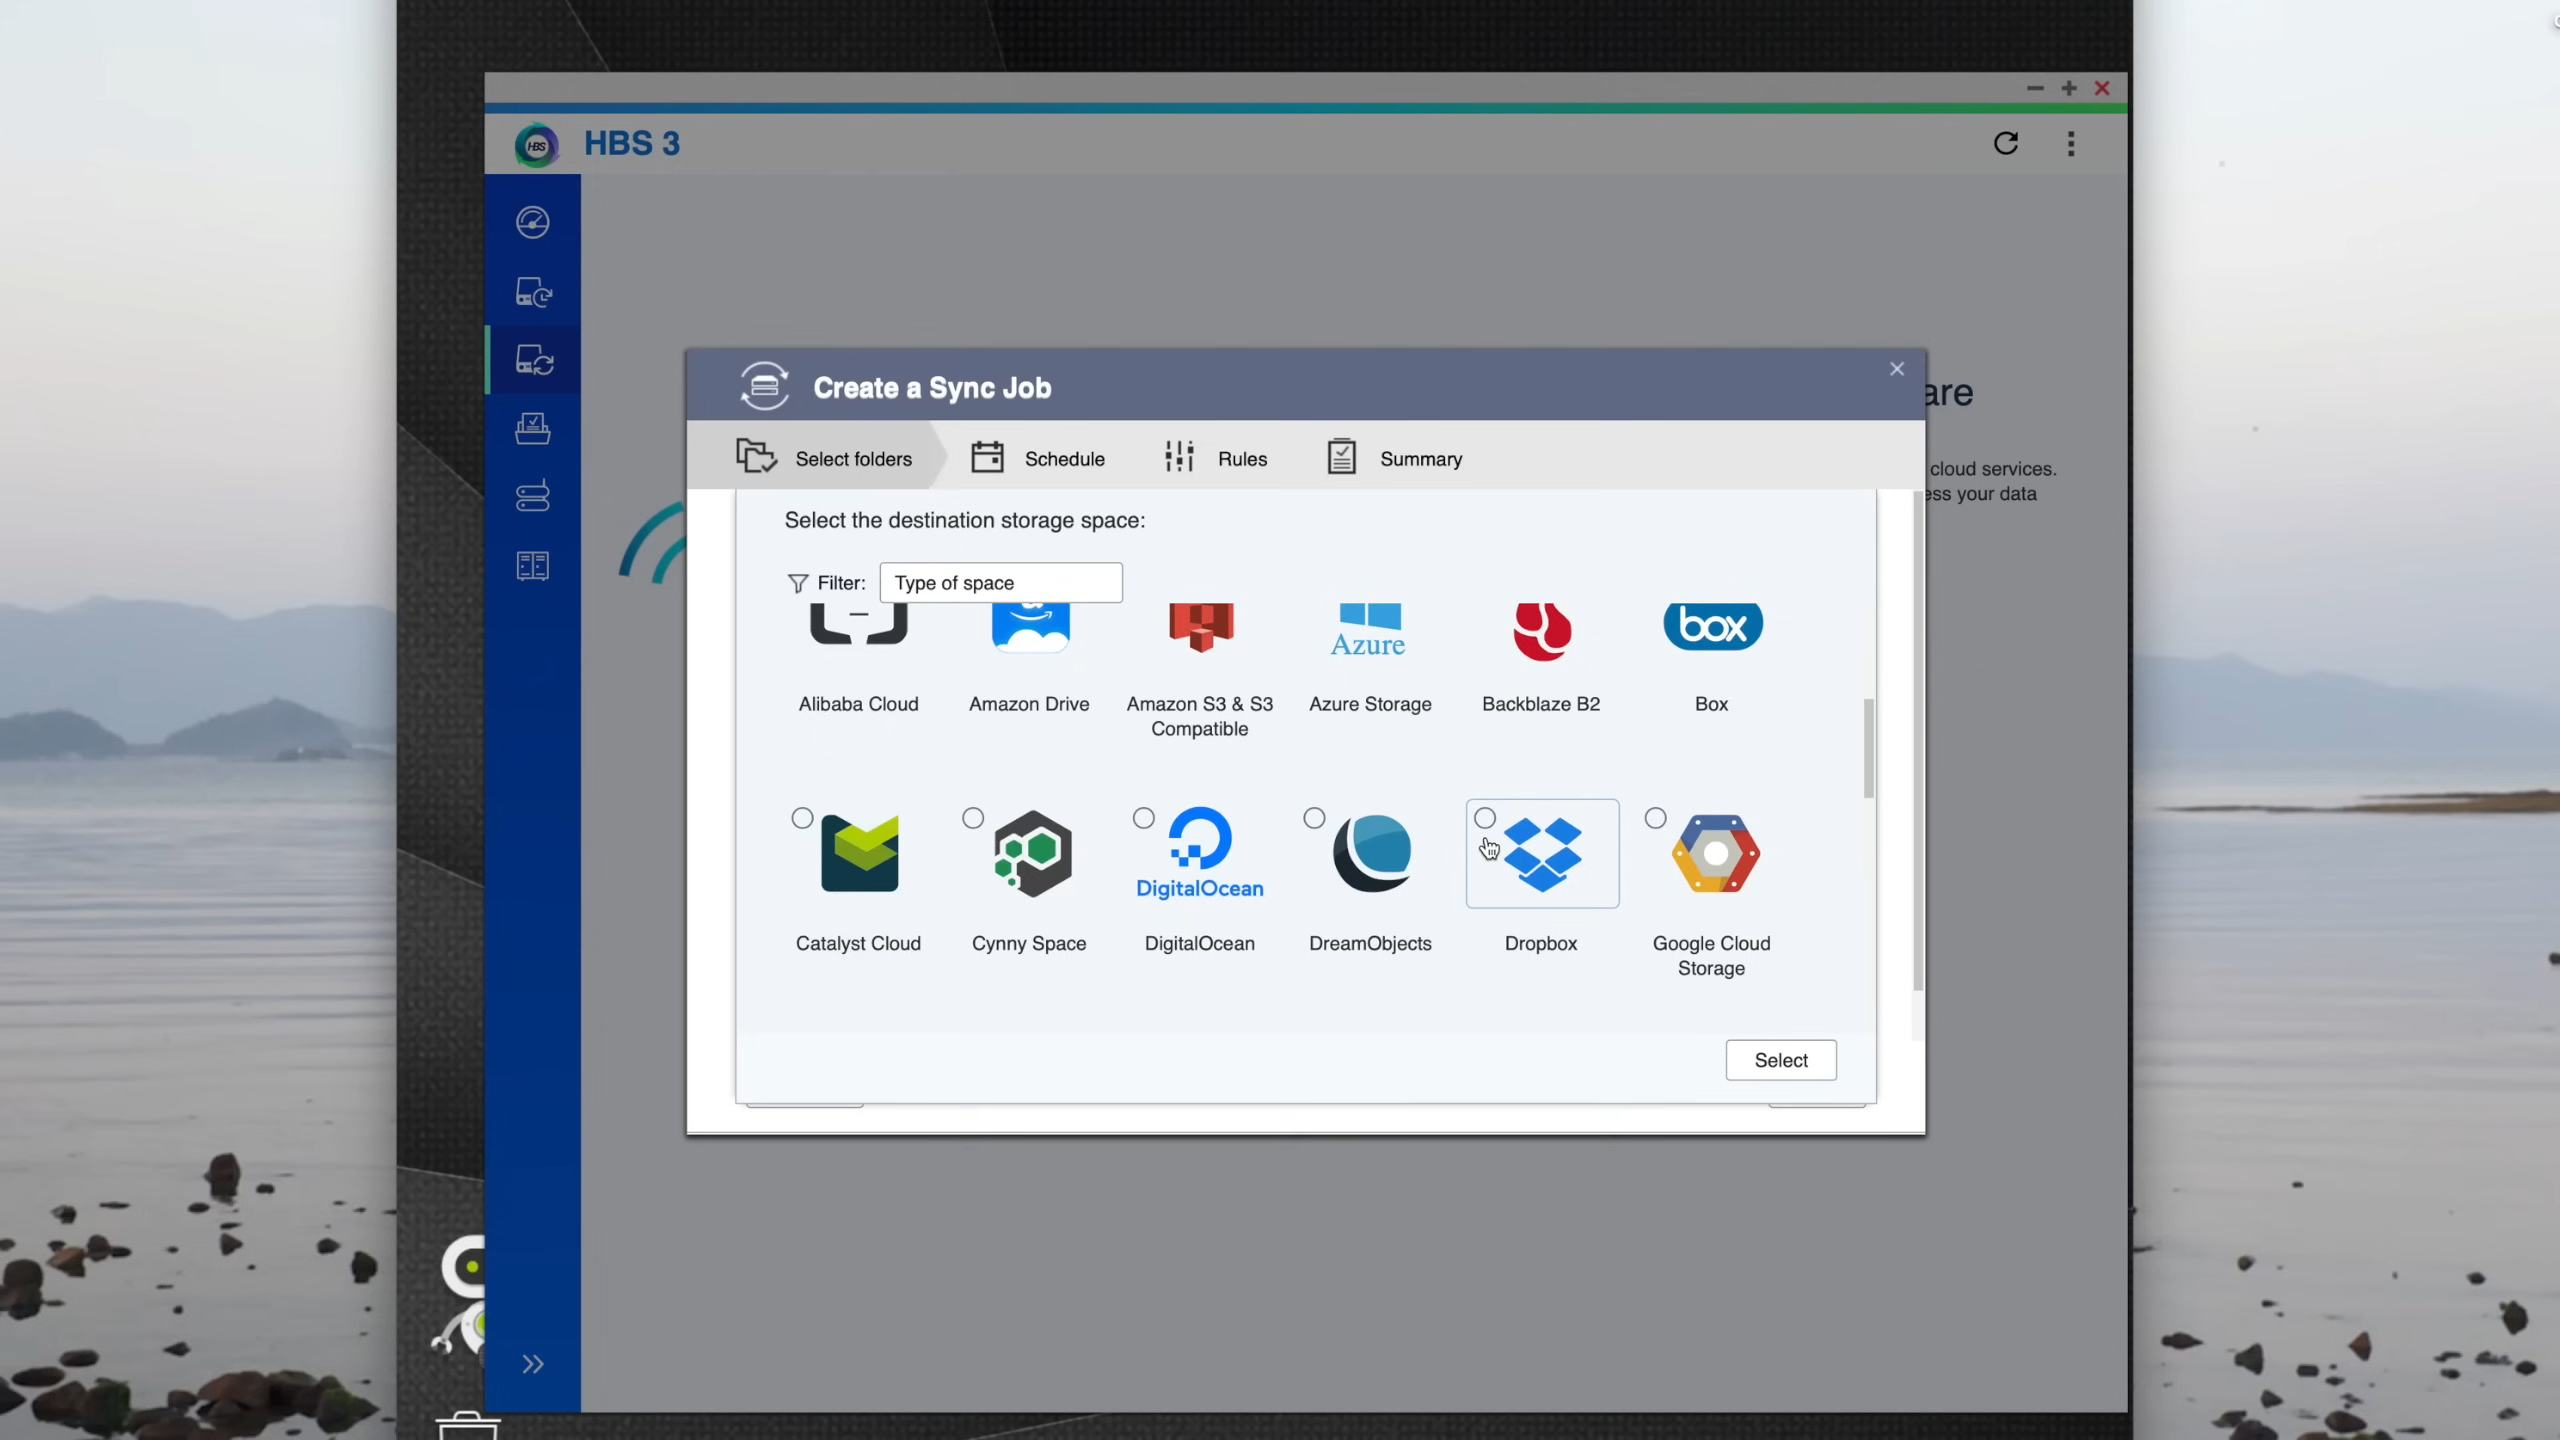 HBS
HBS 3
are
cloud services.
ess your data
Create a Sync Job
Select folders
Schedule
Rules
Summary
Select the destination storage space:
Filter:
Type of space
Azure
box
Alibaba Cloud
Amazon Drive
Amazon S3 & S3
Compatible
Azure Storage
Backblaze B2
Box
DigitalOcean
Catalyst Cloud
Cynny Space
DigitalOcean
DreamObjects
Dropbox
Google Cloud
Storage
Select